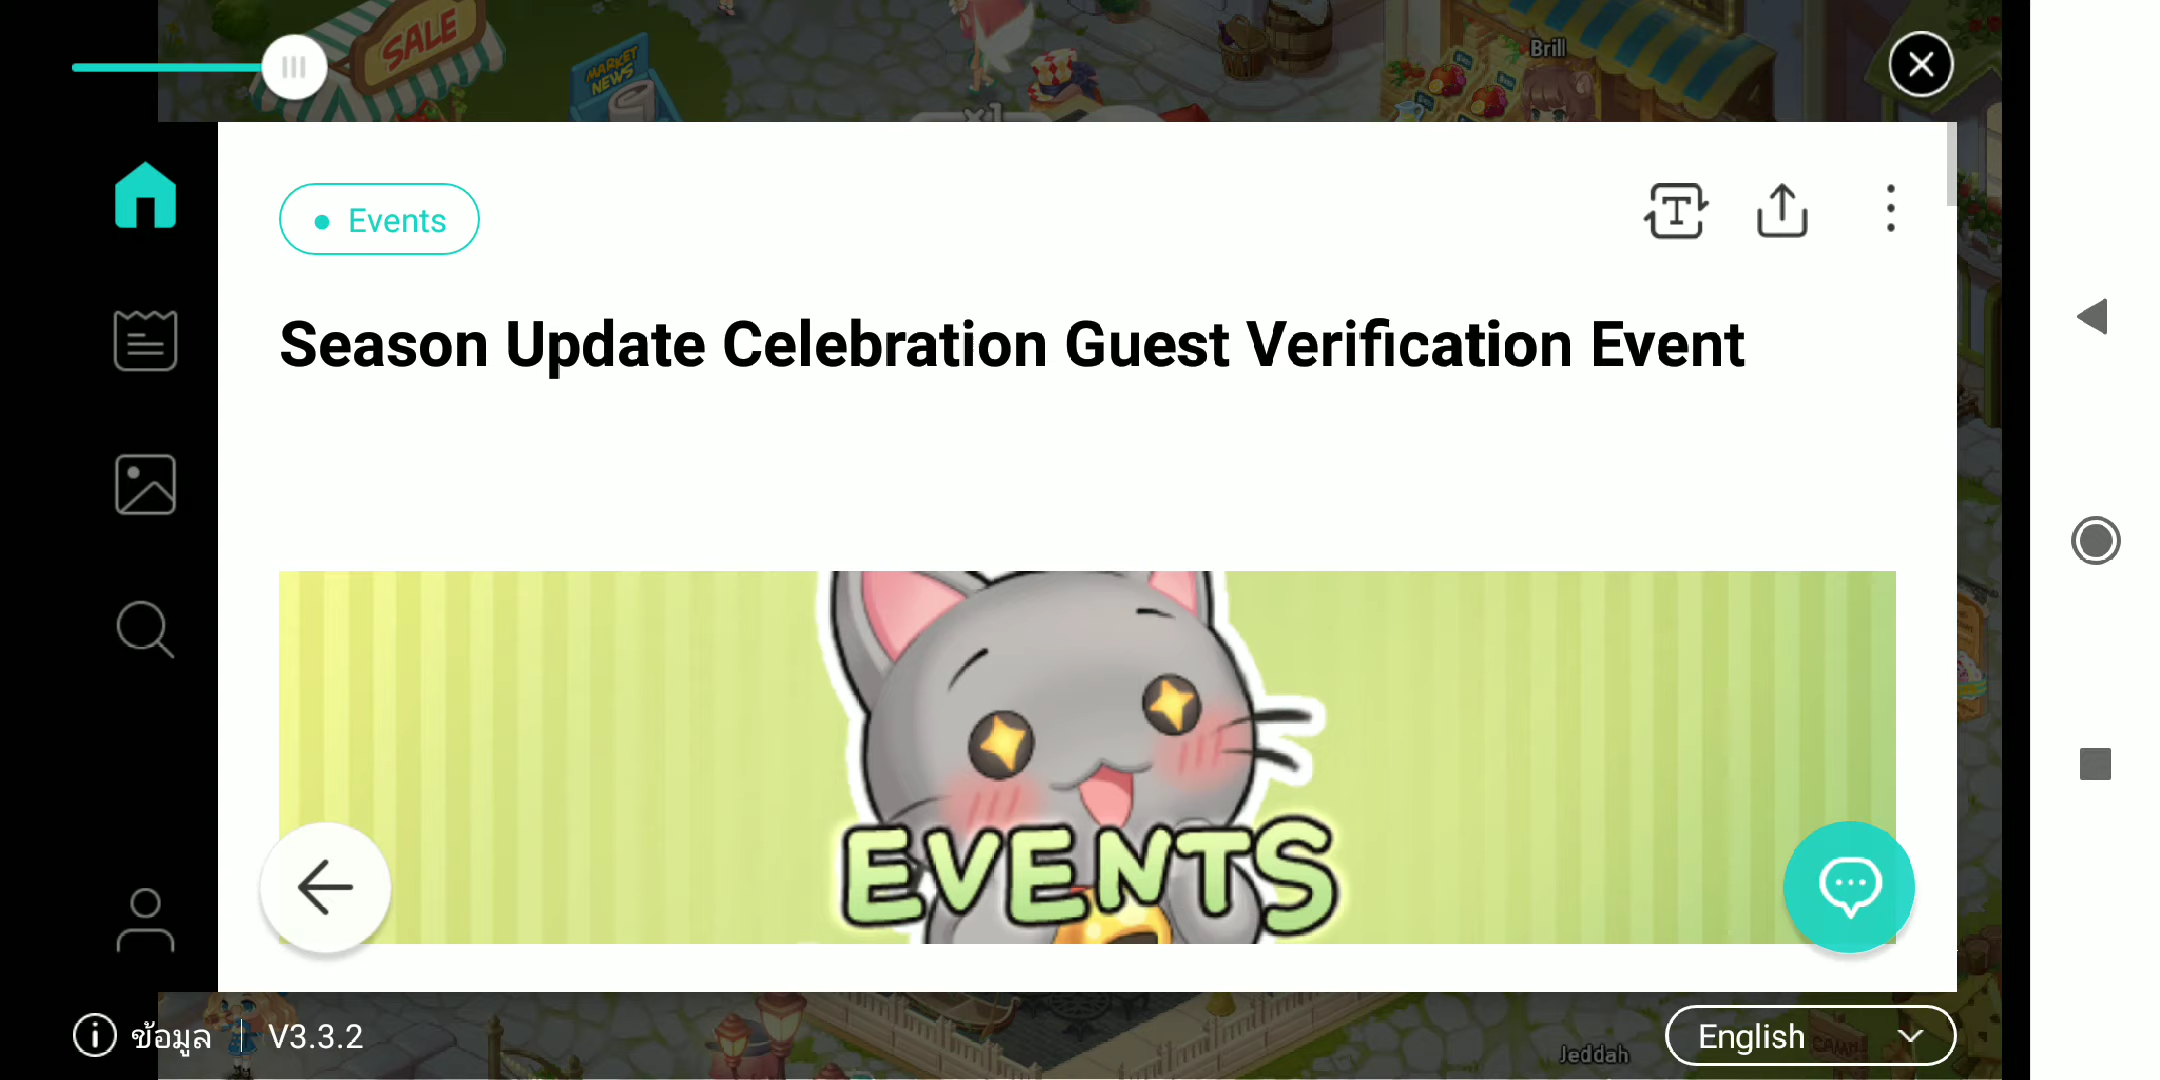 SALE
MARKET
NEWS
x1
Brill
Events
Season Update Celebration Guest Verification Event
EVENTS
ข้อมูล
V3.3.2
Jeddah
English